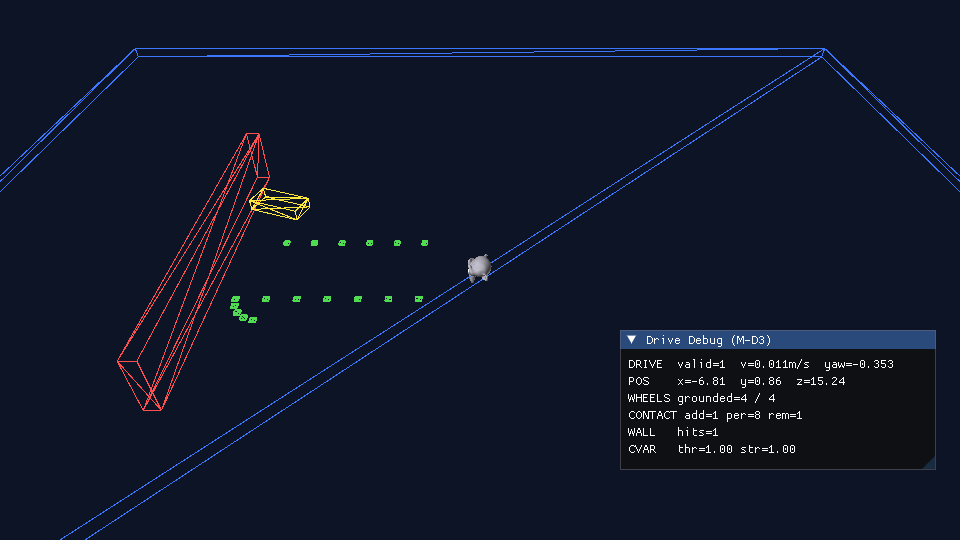 Drive Debug (M-D3)
DRIVE valid=1 v=0.011m/s yaw=-0.353
POS x=-6.81 y=0.86 z=15.24
WHEELS grounded=4 / 4
CONTACT add=1 per=8 rem=1
WALL hits=1
CVAR thr=1.00 str=1.00